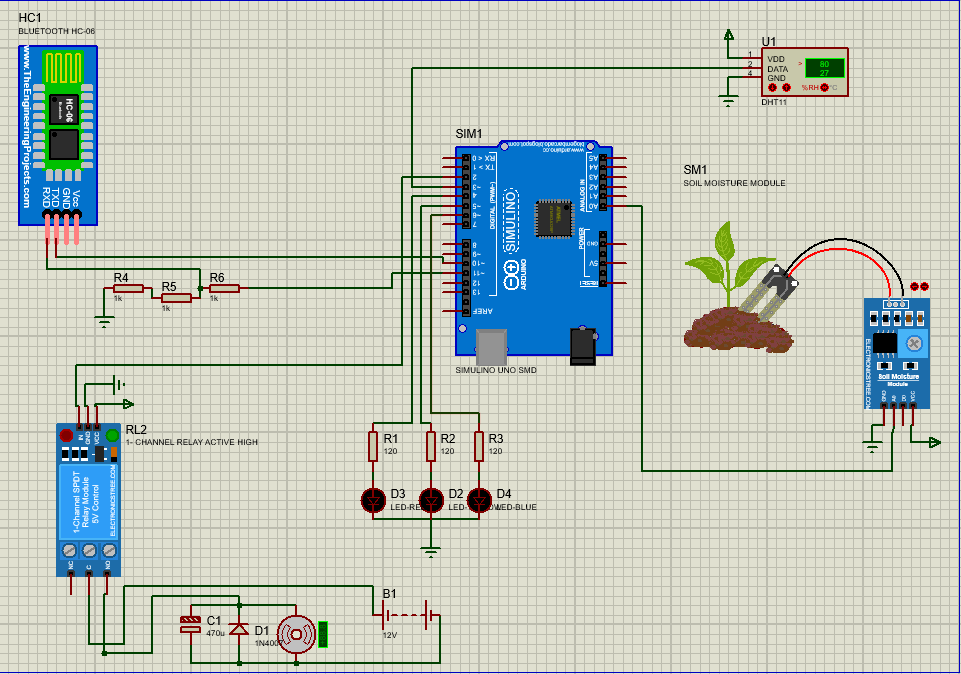 HC1
BLUETOOTH HC-06
www.TheEngineeringProjects.com
HC-06
Bluetooth
RXD
TXD
GND
Vcc
U1
1
2
4
VDD
DATA
GND
>
80
27
%RH
°C
DHT11
SIM1
blogembarcado.blogspot.com
www.arduino.cc
RX < 0
TX > 1
2
~3
4
~5
~6
7
8
~9
~10
~11
12
13
AREF
DIGITAL (PWM~)
SIMULINO
ARDUINO
A5
A4
A3
A2
A1
A0
ANALOG IN
POWER
GND
5V
RESET
SIMULINO UNO SMD
SM1
SOIL MOISTURE MODULE
ELECTRONICSTREE.COM
Soil Moisture
Module
GND
A0
D0
VCC
R4
1k
R5
1k
R6
1k
RL2
1- CHANNEL RELAY ACTIVE HIGH
IN
GND
VCC
1-Channel SPDT
Relay Module
5V Control
ELECTRONICSTREE.COM
NC
C
NO
R1
120
R2
120
R3
120
D3
LED-RE
D2
LED-
D4
LED-BLUE
C1
470u
D1
1N4007
B1
12V